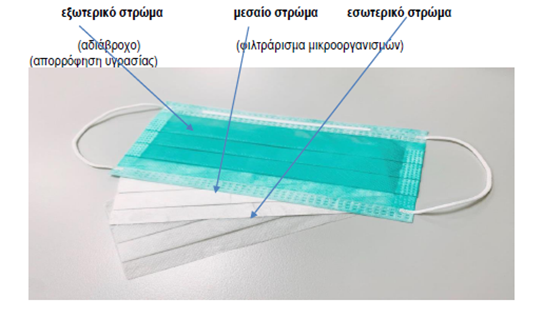 εξωτερικό στρώμα μεσαίο στρώμα εσωτερικό στρώμα
(αδιάβροχο) (φιλτράρισμα μικροοργανισμών)
(απορρόφηση υγρασίας)